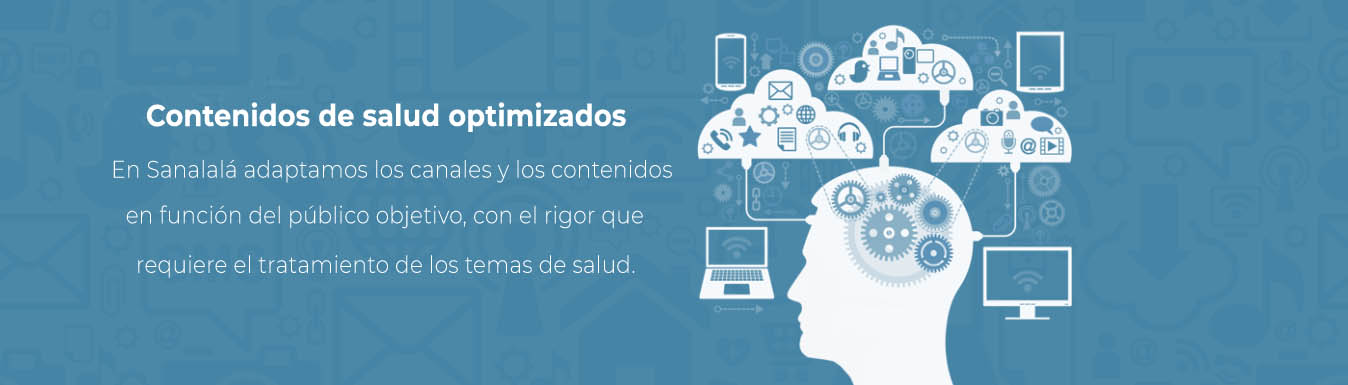 Contenidos de salud optimizados
En Sanalalá adaptamos los canales y los contenidos
en función del público objetivo, con el rigor que
requiere el tratamiento de los temas de salud.